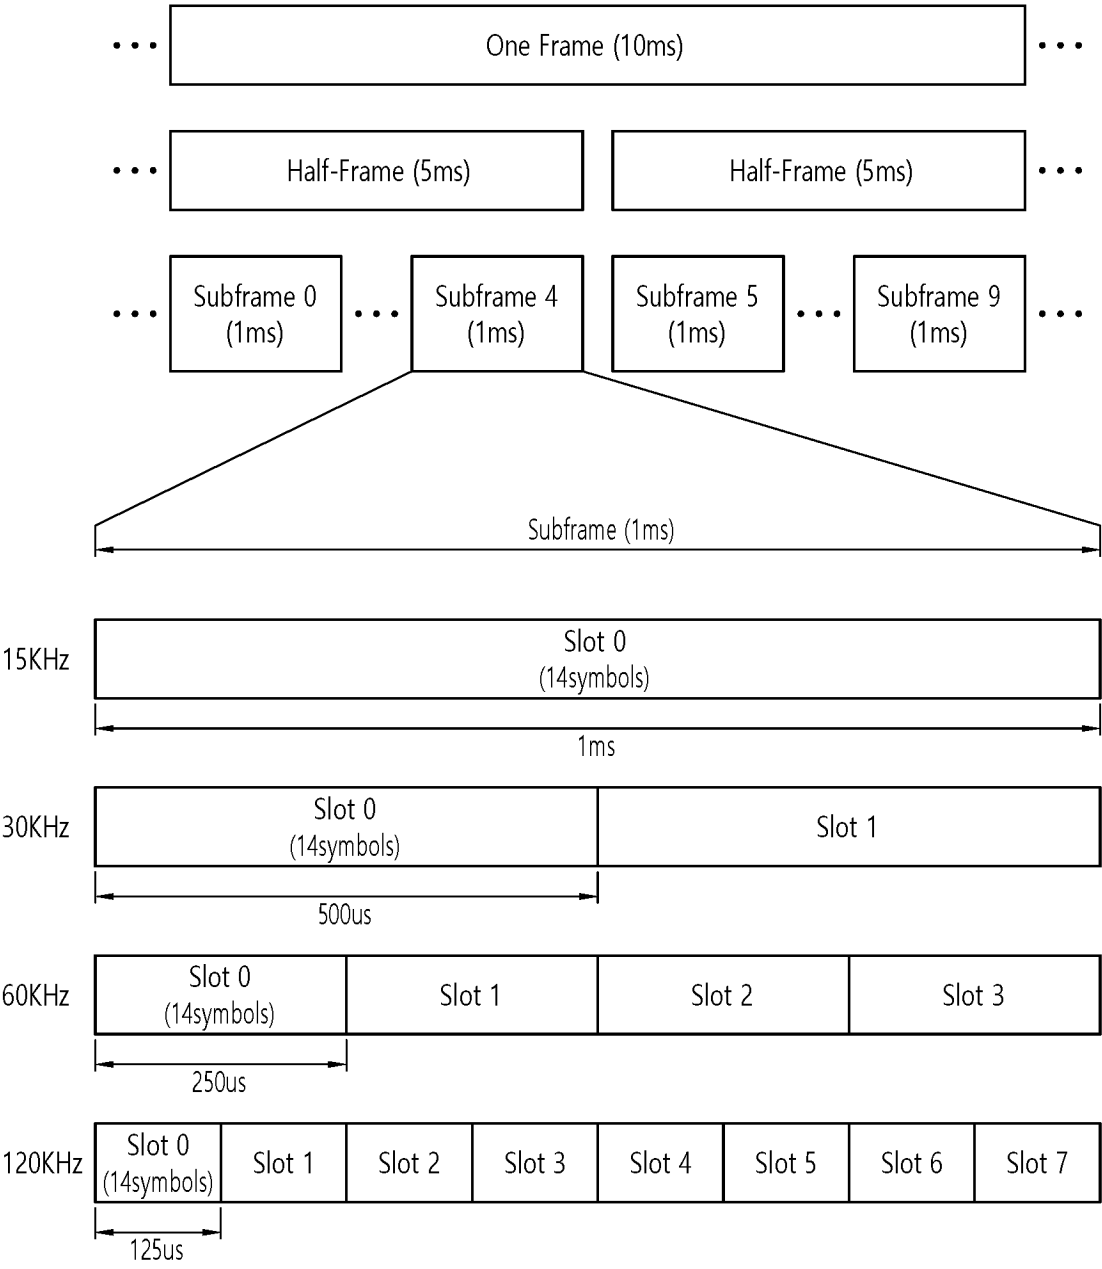 One Frame (10ms)
Half-Frame (5ms)
Half-Frame (5ms)
Subframe 0
(1ms)
Subframe 4
(1ms)
Subframe 5
(1ms)
Subframe 9
(1ms)
Subframe (1ms)
15KHz
Slot 0
(14symbols)
1ms
30KHz
Slot 0
(14symbols)
Slot 1
500us
60KHz
Slot 0
(14symbols)
Slot 1
Slot 2
Slot 3
250us
120KHz
Slot 0
(14symbols)
Slot 1
Slot 2
Slot 3
Slot 4
Slot 5
Slot 6
Slot 7
125us